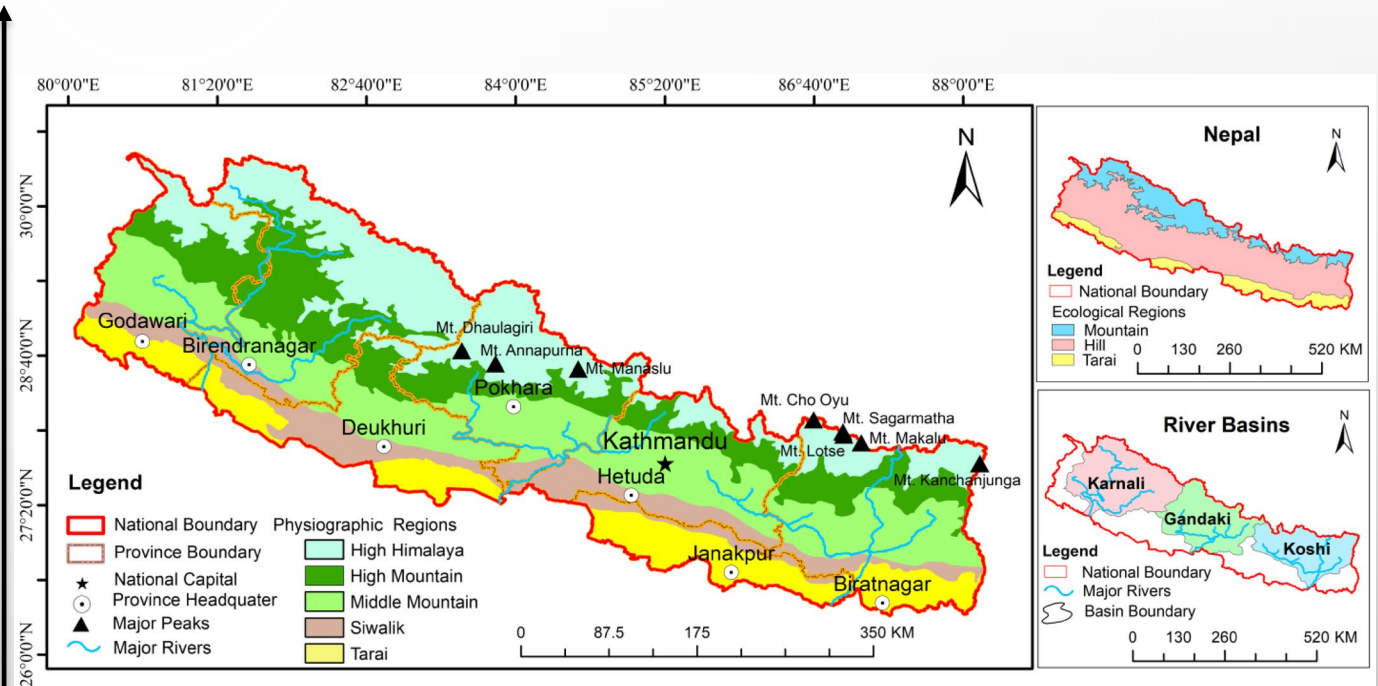 80°0'0"E 81°20'0"E 82°40'0"E 84°0'0"E 85°20'0"E 86°40'0"E 88°0'0"E
30°0'0"N
28°40'0"N
27°20'0"N
26°0'0"N
N
Godawari
Birendranagar
Mt. Dhaulagiri
Mt. Annapurna
Mt. Manaslu
Pokhara
Deukhuri
Kathmandu
Hetuda
Mt. Cho Oyu
Mt. Sagarmatha
Mt. Makalu
Mt. Lotse
Mt. Kanchanjunga
Janakpur
Biratnagar
Legend
National Boundary
Province Boundary
National Capital
Province Headquater
Major Peaks
Major Rivers
Physiographic Regions
High Himalaya
High Mountain
Middle Mountain
Siwalik
Tarai
0 87.5 175 350 KM
Nepal
N
Legend
National Boundary
Ecological Regions
Mountain
Hill
Tarai
0 130 260 520 KM
River Basins
N
Karnali
Gandaki
Koshi
Legend
National Boundary
Major Rivers
Basin Boundary
0 130 260 520 KM